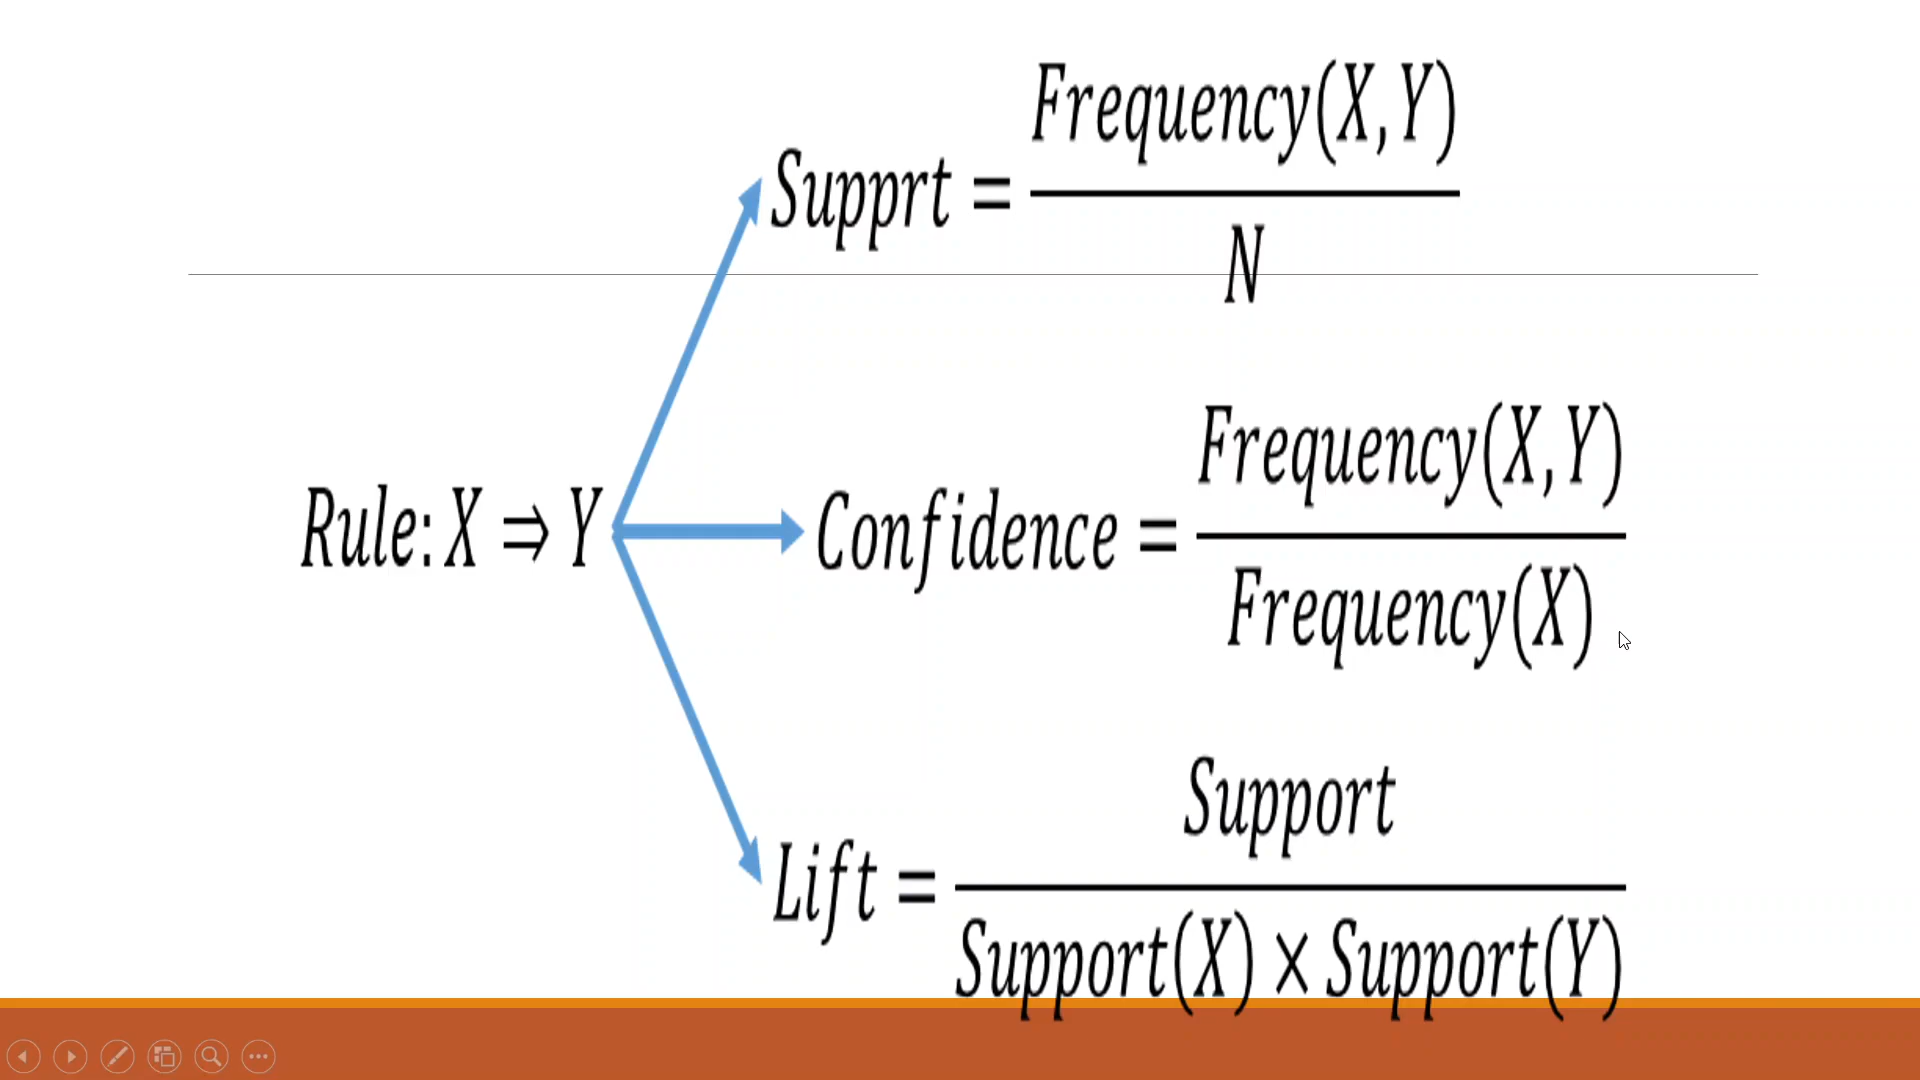 Supprt = Frequency(X,Y)
N
Rule: X ⇒ Y
Confidence = Frequency(X,Y)
Frequency(X)
Lift = Support
Support(X) × Support(Y)